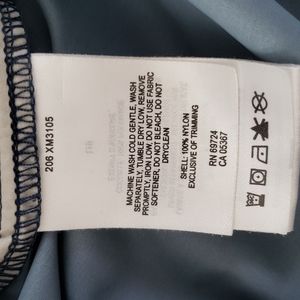 206 XM3105
MACHINE WASH COLD GENTLE, WASH
SEPARATELY, TUMBLE DRY LOW, REMOVE
PROMPTLY, IRON LOW, DO NOT USE FABRIC
SOFTENER, DO NOT BLEACH, DO NOT
DRYCLEAN
SHELL: 100% NYLON
EXCLUSIVE OF TRIMMING
RN 69724
CA 05367